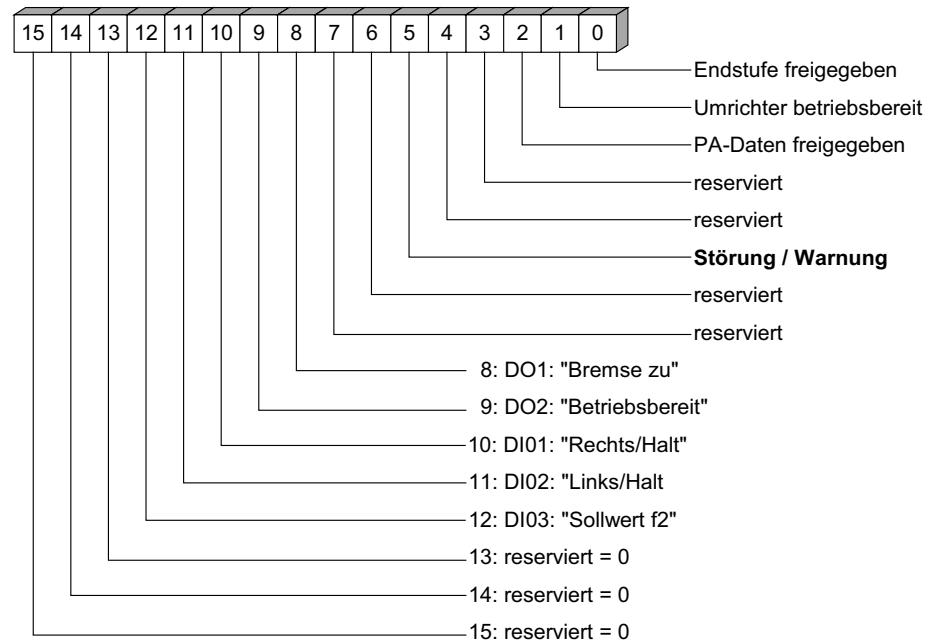 15 14 13 12 11 10 9 8 7 6 5 4 3 2 1 0
Endstufe freigegeben
Umrichter betriebsbereit
PA-Daten freigegeben
reserviert
reserviert
Störung / Warnung
reserviert
reserviert
8: DO1: "Bremse zu"
9: DO2: "Betriebsbereit"
10: DI01: "Rechts/Halt"
11: DI02: "Links/Halt
12: DI03: "Sollwert f2"
13: reserviert = 0
14: reserviert = 0
15: reserviert = 0